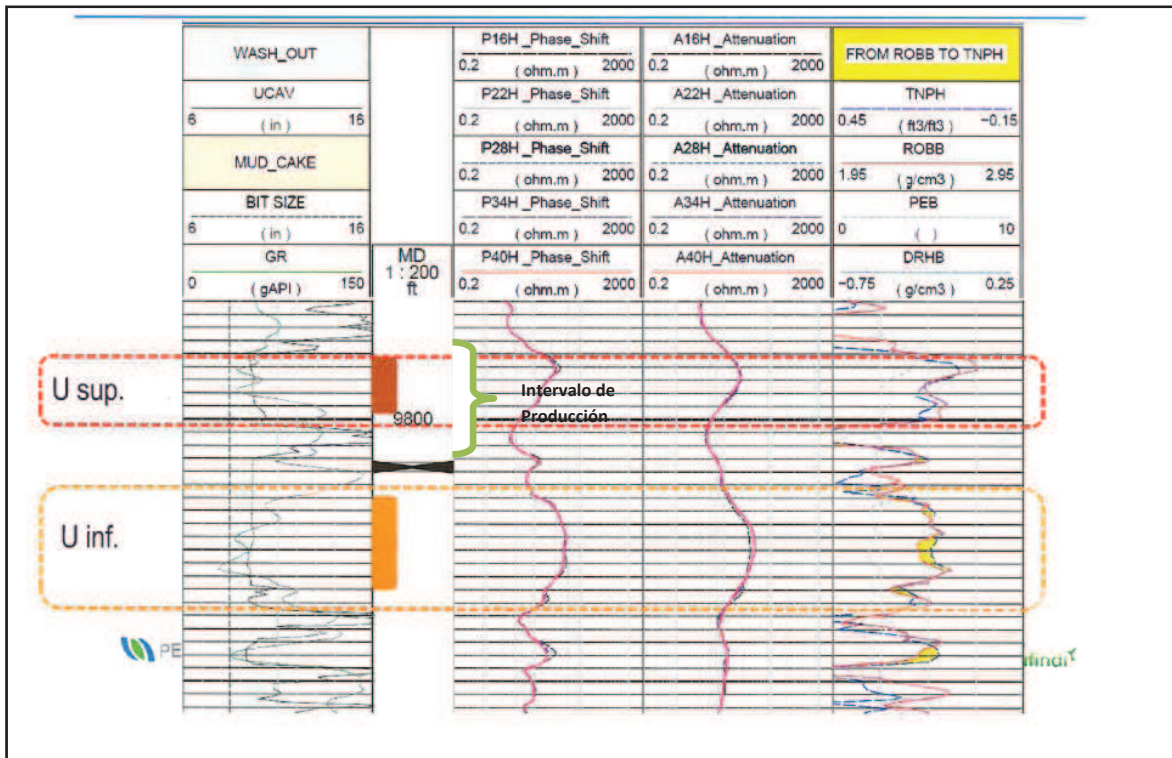 WASH_OUT
UCAV
6 ( in ) 16
MUD_CAKE
BIT SIZE
6 ( in ) 16
GR
0 ( gAPI ) 150
MD
1 : 200
ft
P16H _Phase_Shift
0.2 ( ohm.m ) 2000
P22H _Phase_Shift
0.2 ( ohm.m ) 2000
P28H _Phase_Shift
0.2 ( ohm.m ) 2000
P34H _Phase_Shift
0.2 ( ohm.m ) 2000
P40H _Phase_Shift
0.2 ( ohm.m ) 2000
A16H _Attenuation
0.2 ( ohm.m ) 2000
A22H _Attenuation
0.2 ( ohm.m ) 2000
A28H _Attenuation
0.2 ( ohm.m ) 2000
A34H_Attenuation
0.2 ( ohm.m ) 2000
A40H_Attenuation
0.2 ( ohm.m ) 2000
FROM ROBB TO TNPH
TNPH
0.45 (ft3/ft3) −0.15
ROBB
1.95 ( g/cm3 ) 2.95
PEB
0 ( ) 10
DRHB
−0.75 ( g/cm3 ) 0.25
U sup.
9800
Intervalo de
Producción
U inf.
PE